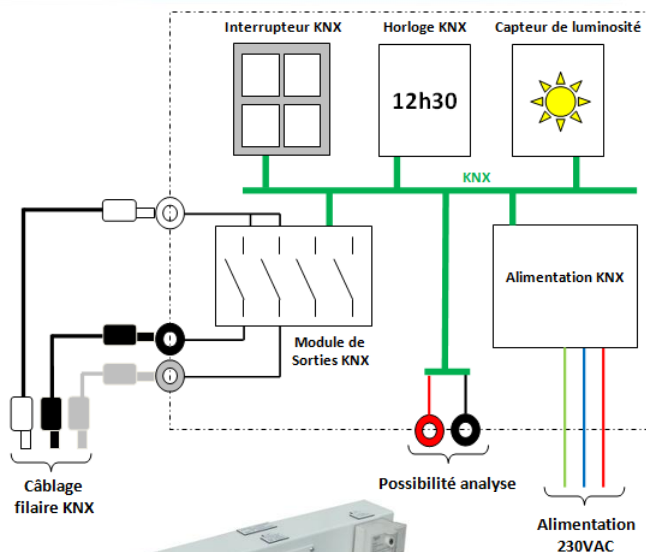 Interrupteur KNX
Horloge KNX
Capteur de luminosité
12h30
KNX
Alimentation KNX
Module de
Sorties KNX
Câblage
filaire KNX
Possibilité analyse
Alimentation
230VAC